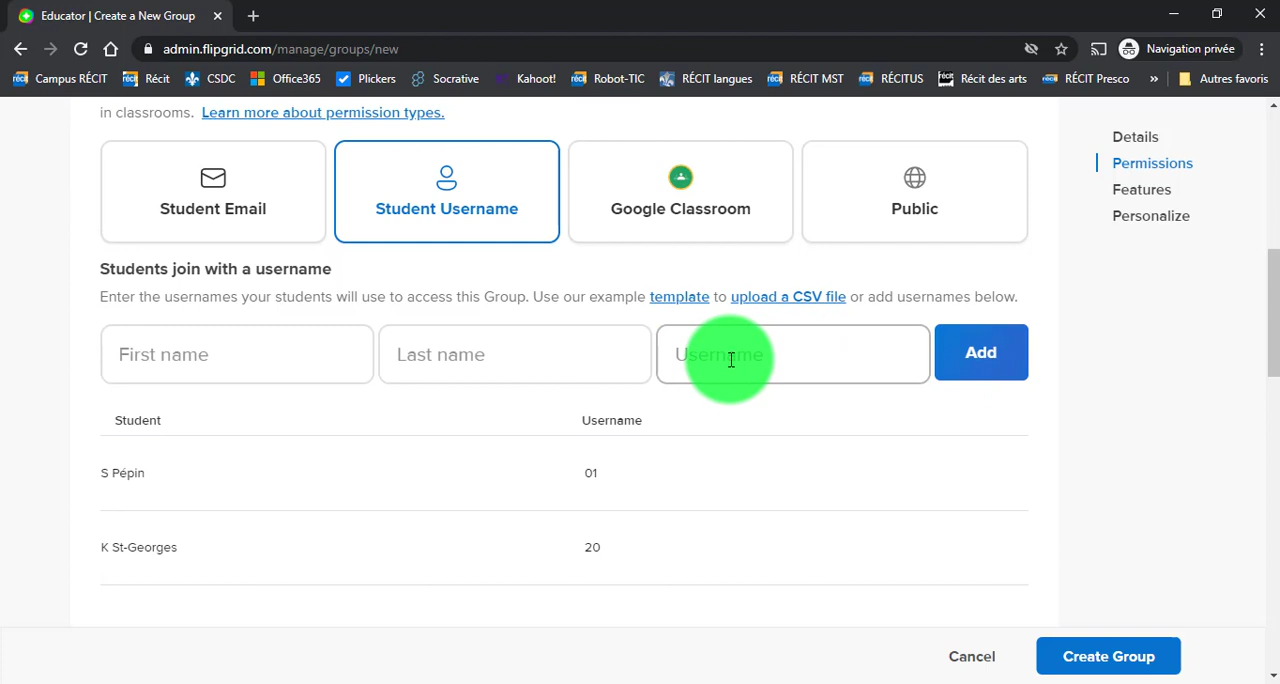 Educator | Create a New Group
admin.flipgrid.com/manage/groups/new
Navigation privée
Campus RÉCIT Récit CSDC Office365 Plickers Socrative Kahoot! Robot-TIC RÉCIT langues RÉCIT MST RÉCITUS Récit des arts RÉCIT Presco » Autres favoris
in classrooms. Learn more about permission types.
Student Email
Student Username
Google Classroom
Public
Students join with a username
Enter the usernames your students will use to access this Group. Use our example template to upload a CSV file or add usernames below.
First name
Last name
Username
Add
Student Username
S Pépin 01
K St-Georges 20
Details
Permissions
Features
Personalize
Cancel
Create Group